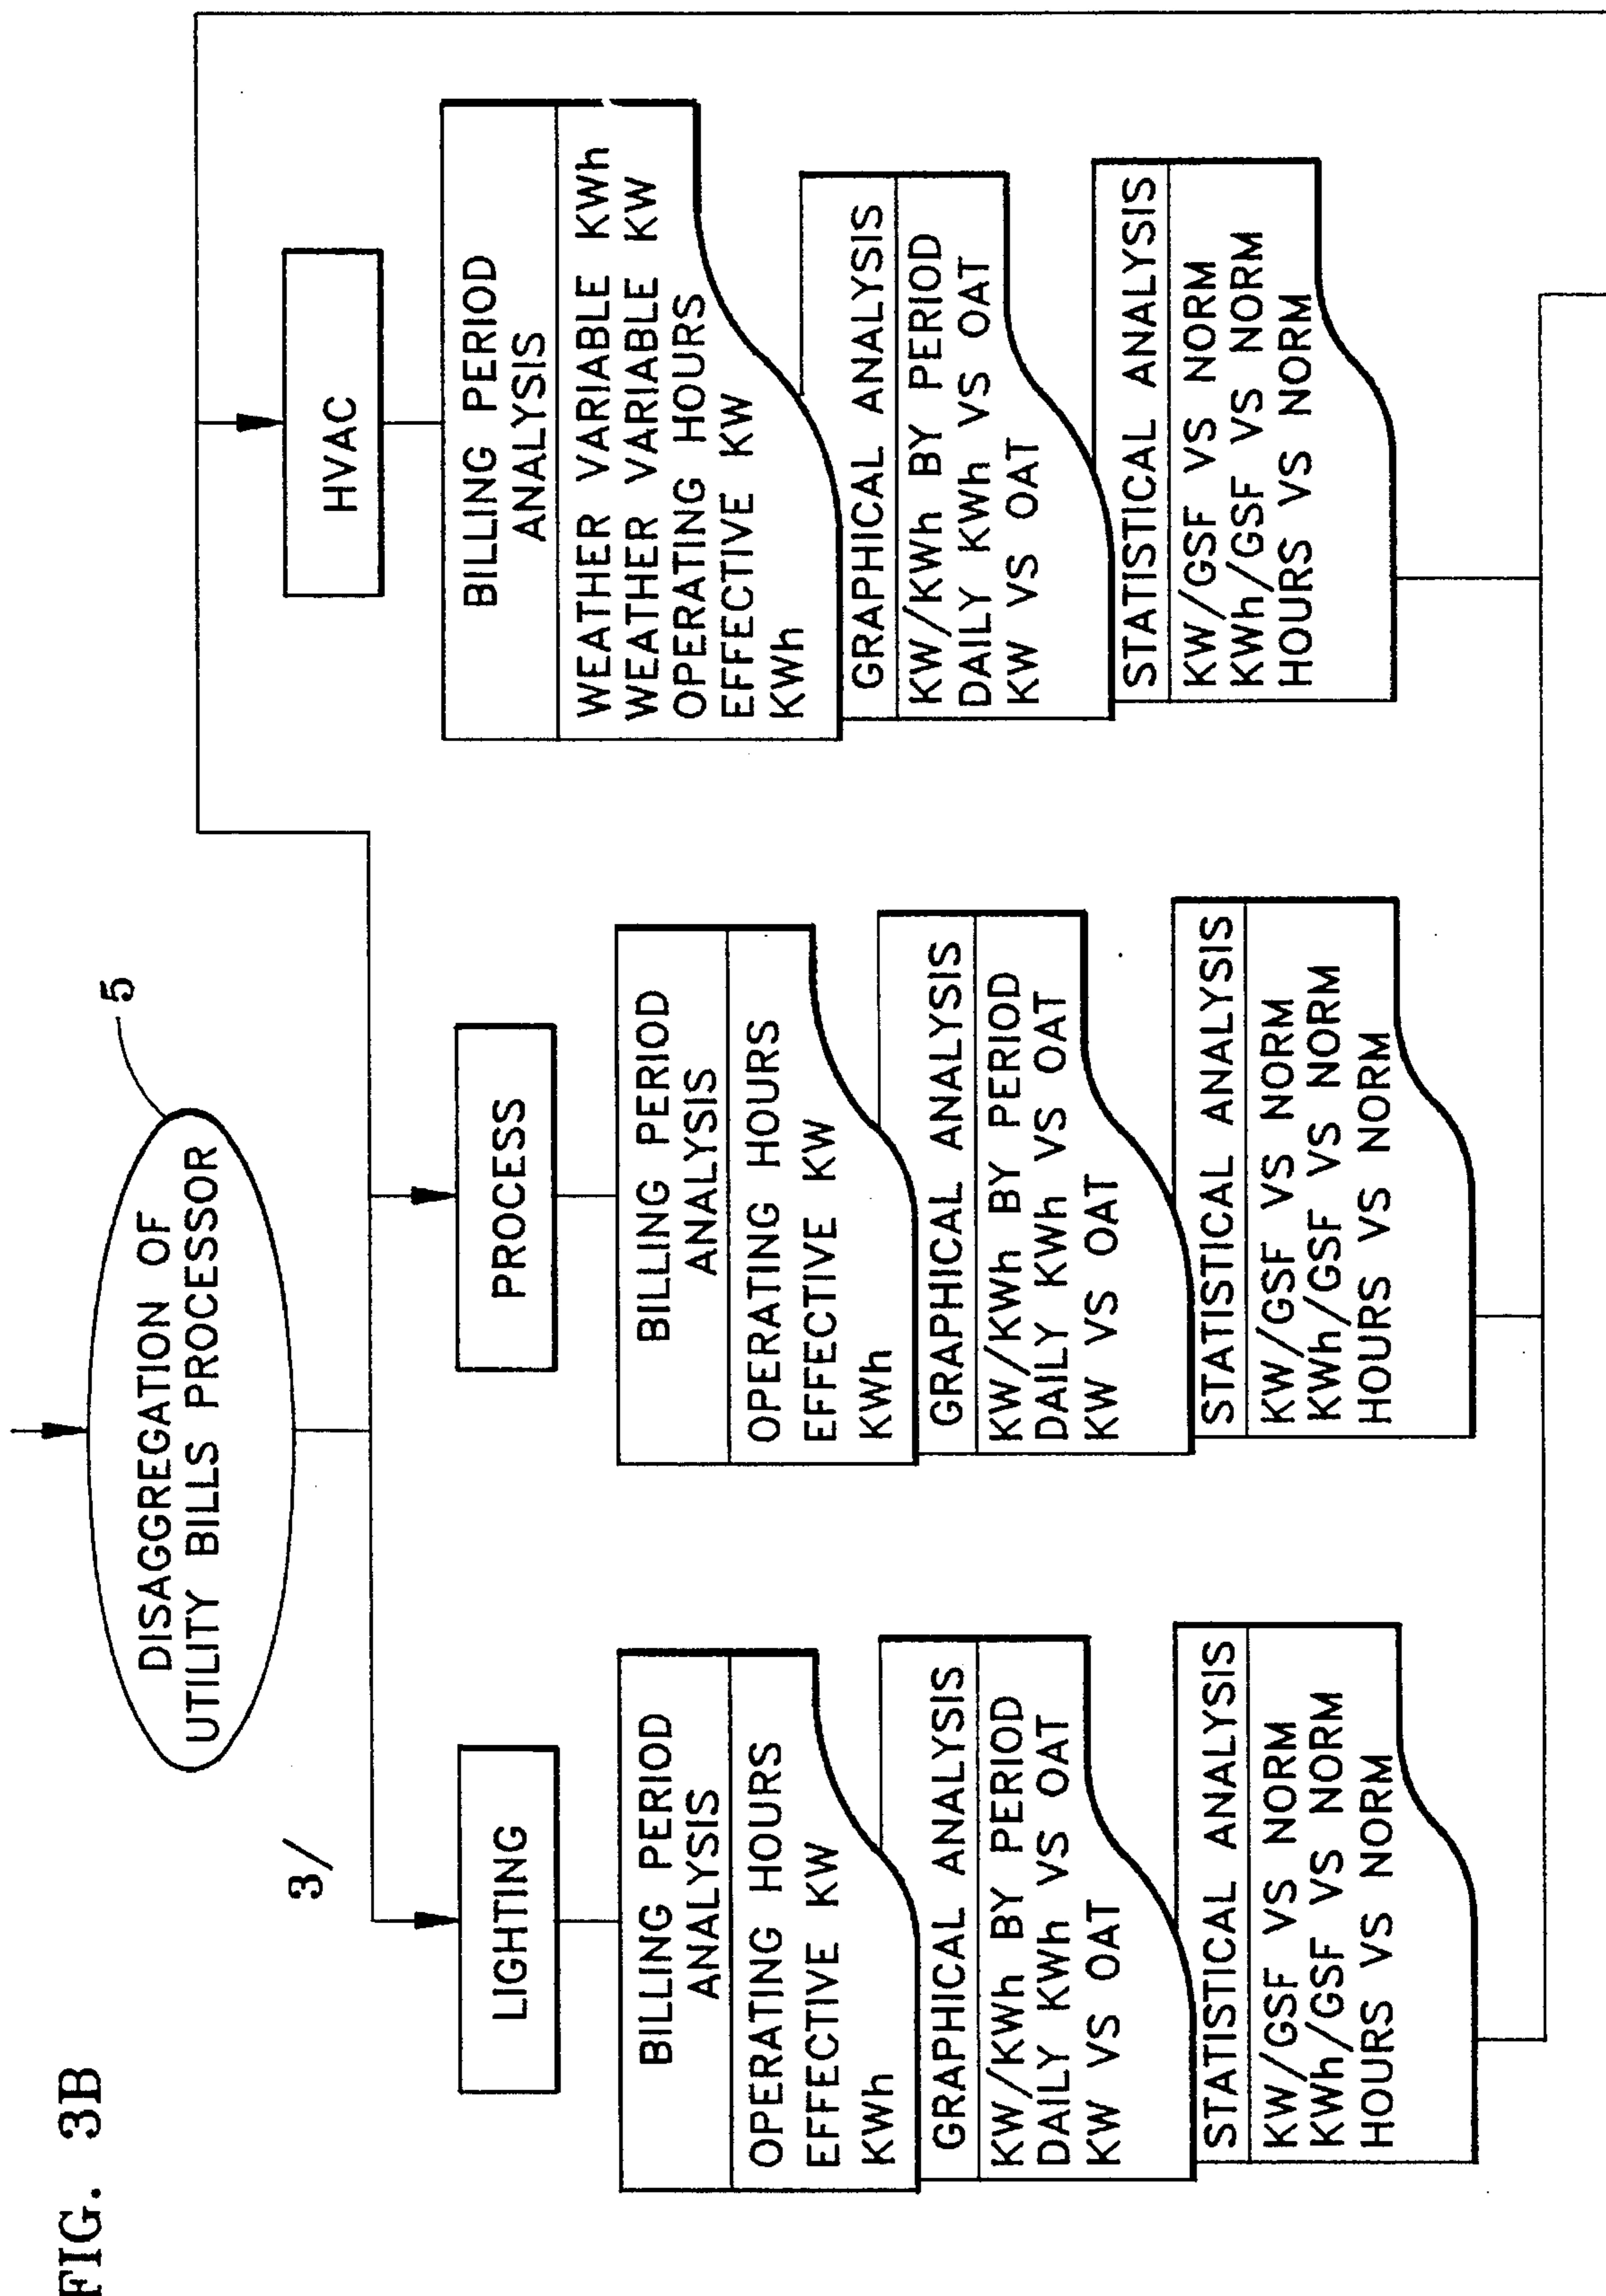 FIG. 3B
DISAGGREGATION OF
UTILITY BILLS PROCESSOR
5
3/
LIGHTING
BILLING PERIOD
ANALYSIS
OPERATING HOURS
EFFECTIVE KW
KWh
GRAPHICAL ANALYSIS
KW/KWh BY PERIOD
DAILY KWh VS OAT
KW VS OAT
STATISTICAL ANALYSIS
KW/GSF VS NORM
KWh/GSF VS NORM
HOURS VS NORM
PROCESS
BILLING PERIOD
ANALYSIS
OPERATING HOURS
EFFECTIVE KW
KWh
GRAPHICAL ANALYSIS
KW/KWh BY PERIOD
DAILY KWh VS OAT
KW VS OAT
STATISTICAL ANALYSIS
KW/GSF VS NORM
KWh/GSF VS NORM
HOURS VS NORM
HVAC
BILLING PERIOD
ANALYSIS
WEATHER VARIABLE KWh
WEATHER VARIABLE KW
OPERATING HOURS
EFFECTIVE KW
KWh
GRAPHICAL ANALYSIS
KW/KWh BY PERIOD
DAILY KWh VS OAT
KW VS OAT
STATISTICAL ANALYSIS
KW/GSF VS NORM
KWh/GSF VS NORM
HOURS VS NORM